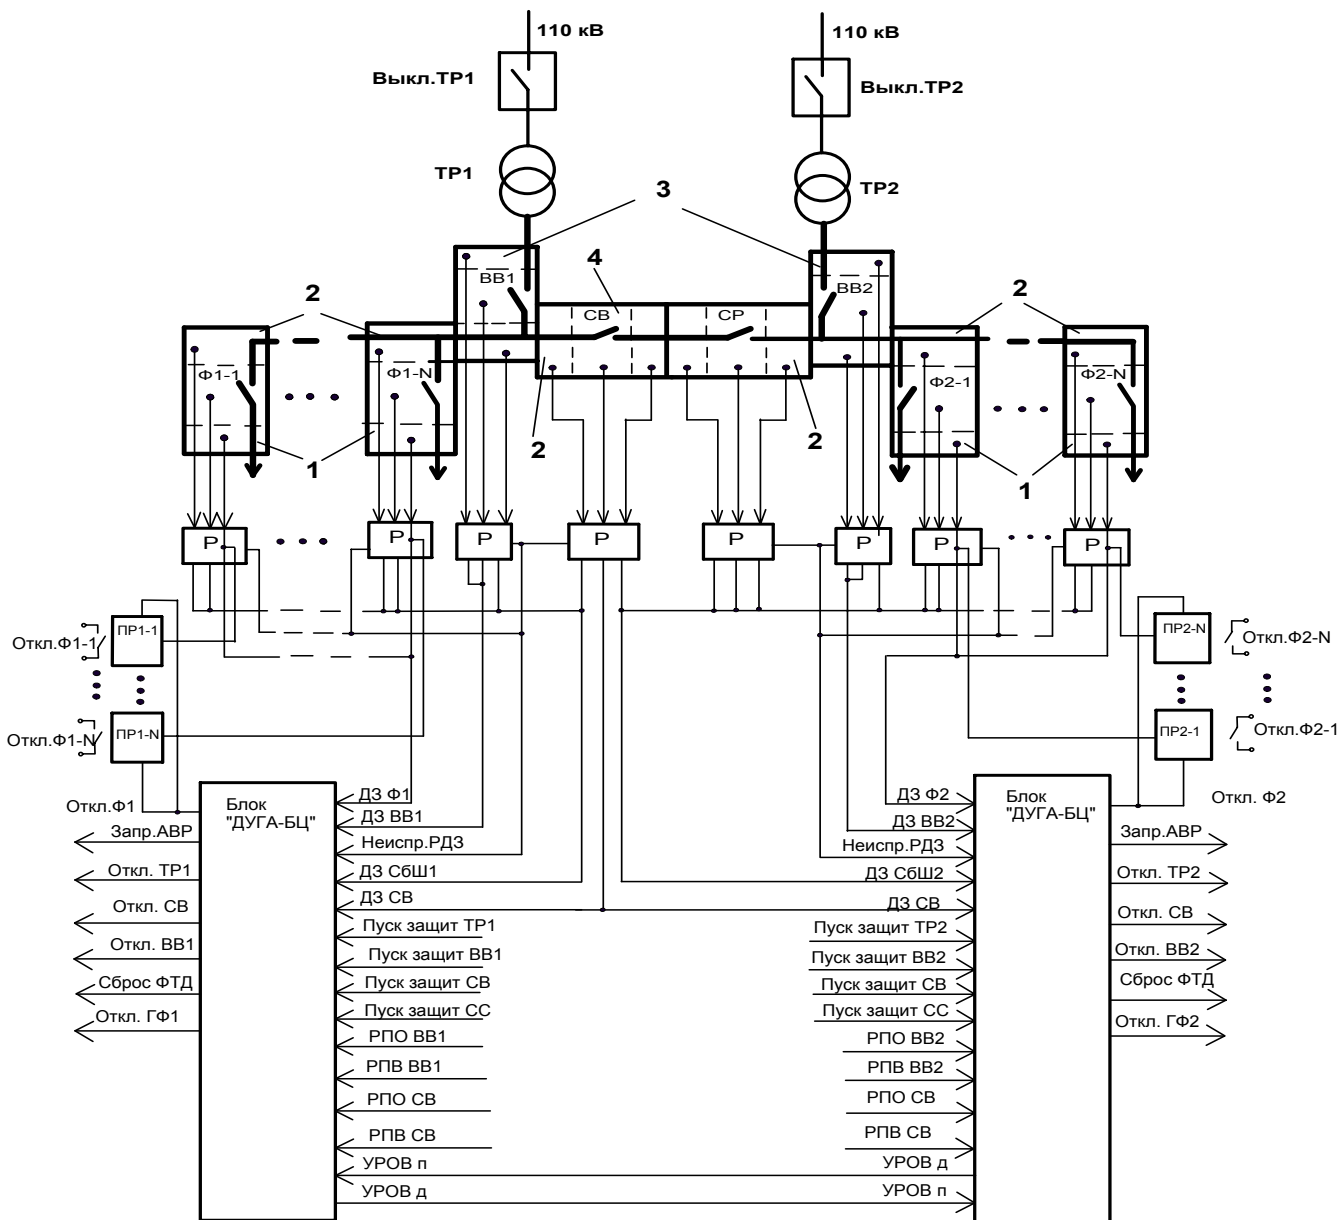 110 кВ
110 кВ
Выкл.ТР1
Выкл.ТР2
ТР1
ТР2
3
4
ВВ1
ВВ2
2
2
СВ
СР
Ф1-1
Ф1-N
Ф2-1
Ф2-N
2
2
1
1
Р
Р
Р
Р
Р
Р
Р
Р
ПР1-1
Откл.Ф1-1
ПР2-N
Откл.Ф2-N
ПР1-N
Откл.Ф1-N
ПР2-1
Откл.Ф2-1
Откл.Ф1
Откл. Ф2
Блок
"ДУГА-БЦ"
Запр.АВР
Откл. ТР1
Откл. СВ
Откл. ВВ1
Сброс ФТД
Откл. ГФ1
ДЗ Ф1
ДЗ ВВ1
Неиспр.РДЗ
ДЗ СбШ1
ДЗ СВ
Пуск защит ТР1
Пуск защит ВВ1
Пуск защит СВ
Пуск защит СС
РПО ВВ1
РПВ ВВ1
РПО СВ
РПВ СВ
УРОВ п
УРОВ д
ДЗ Ф2
ДЗ ВВ2
Неиспр.РДЗ
ДЗ СбШ2
ДЗ СВ
Пуск защит ТР2
Пуск защит ВВ2
Пуск защит СВ
Пуск защит СС
РПО ВВ2
РПВ ВВ2
РПО СВ
РПВ СВ
УРОВ д
УРОВ п
Блок
"ДУГА-БЦ"
Запр.АВР
Откл. ТР2
Откл. СВ
Откл. ВВ2
Сброс ФТД
Откл. ГФ2